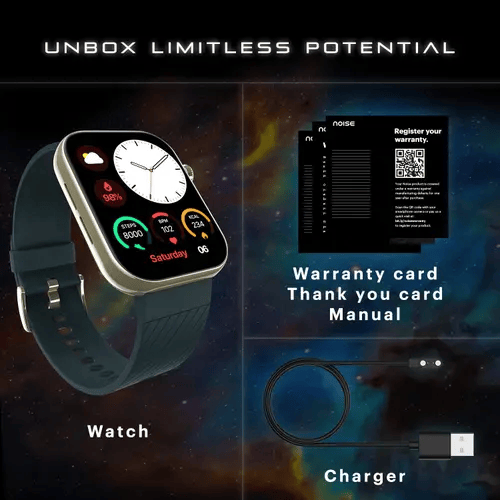 UNBOX LIMITLESS POTENTIAL
98%
STEPS
8000
BPM
102
KCAL
234
Saturday
06
Watch
noise
Register your
warranty.
Warranty card
Thank you card
Manual
Charger